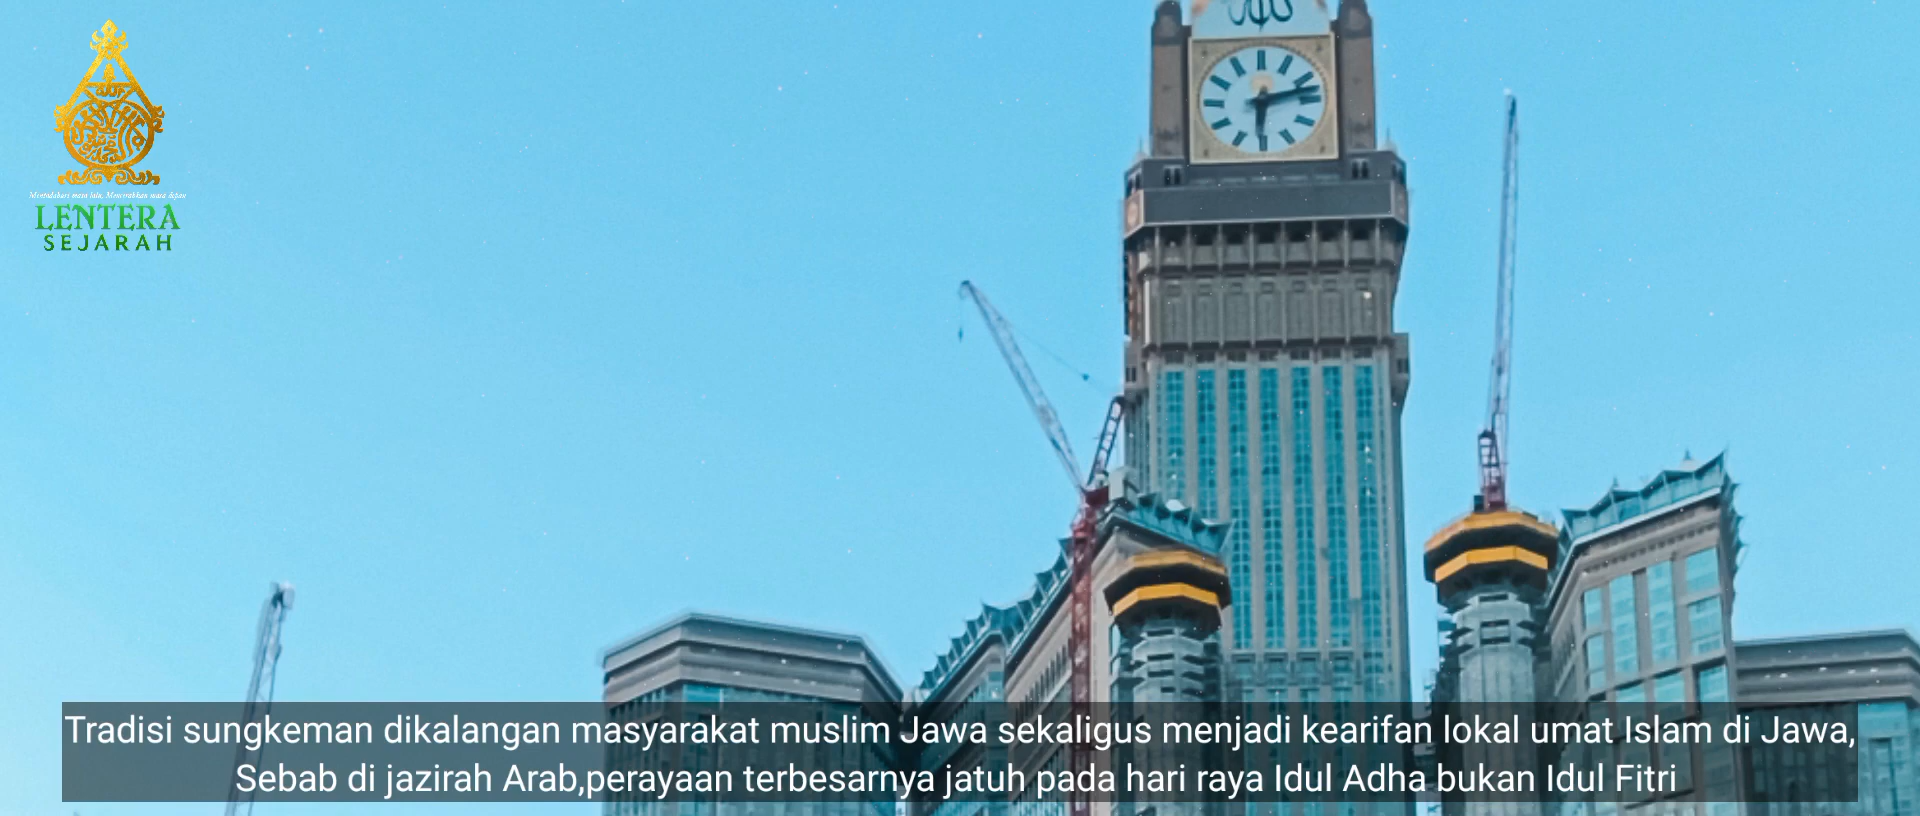 LENTERA
SEJARAH
Tradisi sungkeman dikalangan masyarakat muslim Jawa sekaligus menjadi kearifan lokal umat Islam di Jawa,
Sebab di jazirah Arab,perayaan terbesarnya jatuh pada hari raya Idul Adha bukan Idul Fitri